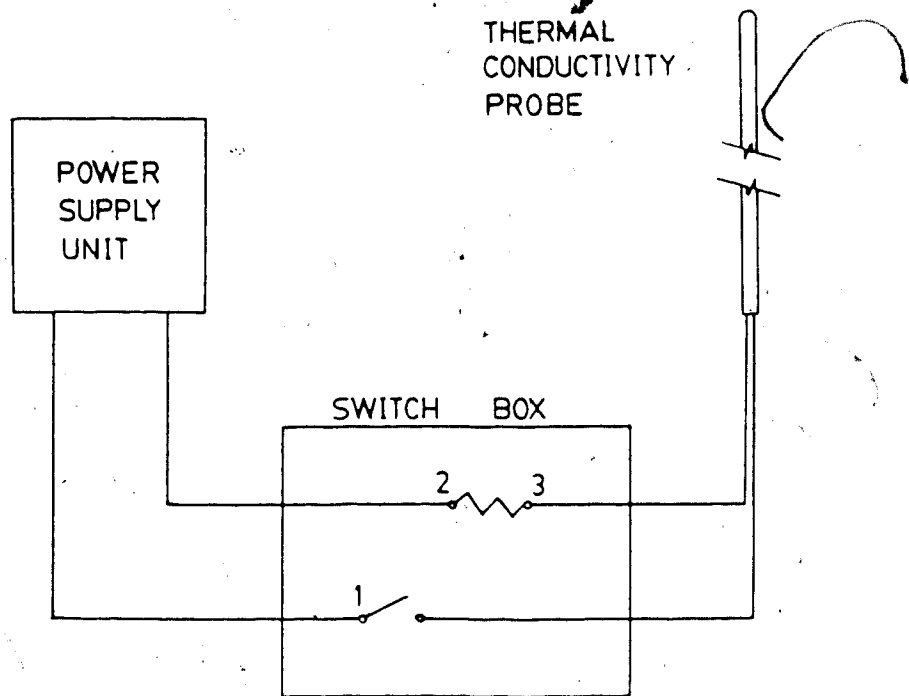 THERMAL
CONDUCTIVITY
PROBE
POWER
SUPPLY
UNIT
SWITCH BOX
2 3
1